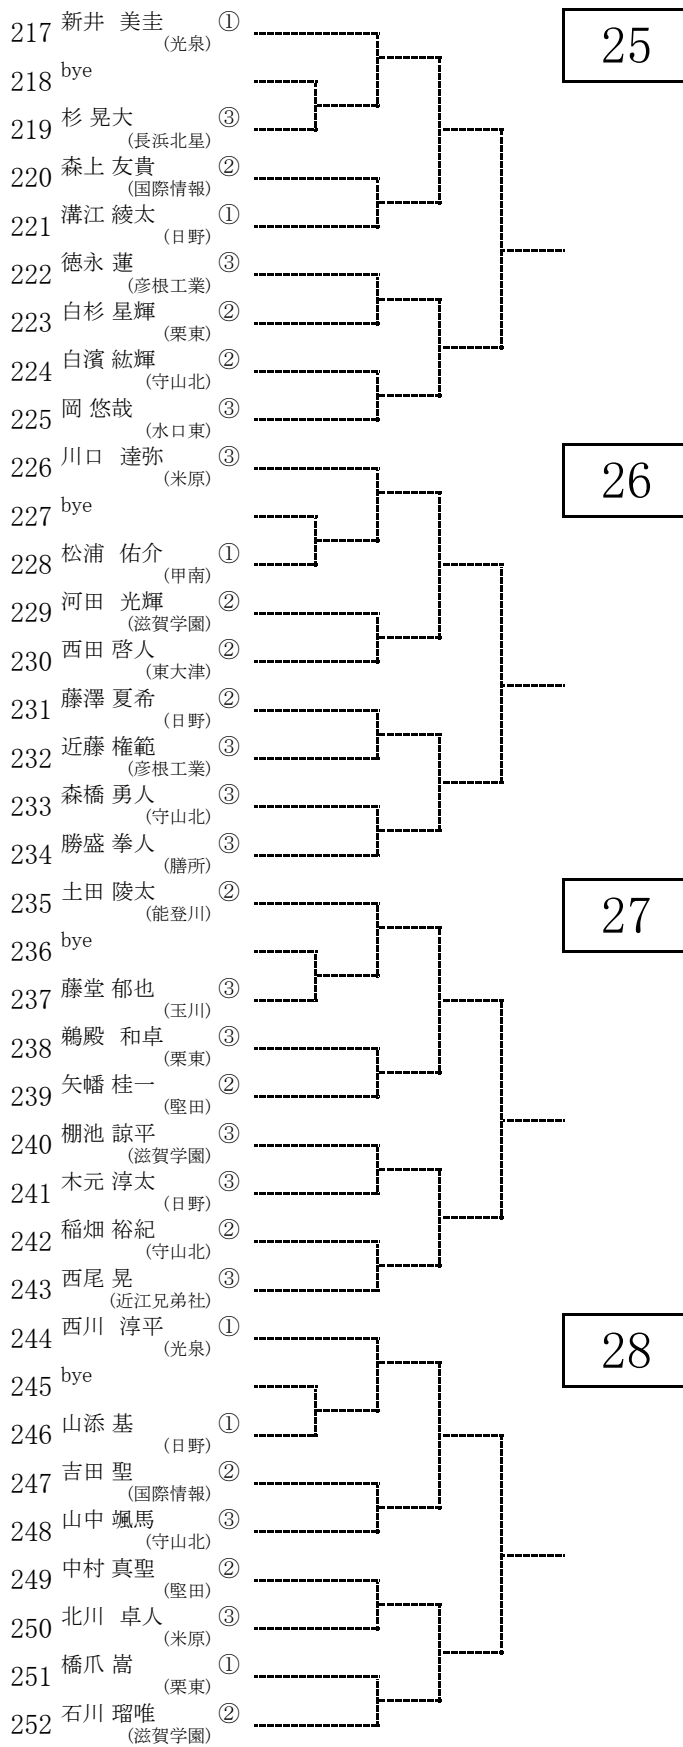 217 新井 美圭 ①
(光泉)
25
218 bye
219 杉 晃大 ③
(長浜北星)
220 森上 友貴 ②
(国際情報)
221 溝江 綾太 ①
(日野)
222 徳永 蓮 ③
(彦根工業)
223 白杉 星輝 ②
(栗東)
224 白濱 紘輝 ②
(守山北)
225 岡 悠哉 ③
(水口東)
226 川口 達弥 ③
(米原)
26
227 bye
228 松浦 佑介 ①
(甲南)
229 河田 光輝 ②
(滋賀学園)
230 西田 啓人 ②
(東大津)
231 藤澤 夏希 ②
(日野)
232 近藤 権範 ③
(彦根工業)
233 森橋 勇人 ③
(守山北)
234 勝盛 拳人 ③
(膳所)
235 土田 陵太 ②
(能登川)
27
236 bye
237 藤堂 郁也 ③
(玉川)
238 鵜殿 和卓 ③
(栗東)
239 矢幡 桂一 ②
(堅田)
240 棚池 諒平 ③
(滋賀学園)
241 木元 淳太 ③
(日野)
242 稲畑 裕紀 ②
(守山北)
243 西尾 晃 ③
(近江兄弟社)
244 西川 淳平 ①
(光泉)
28
245 bye
246 山添 基 ①
(日野)
247 吉田 聖 ②
(国際情報)
248 山中 颯馬 ③
(守山北)
249 中村 真聖 ②
(堅田)
250 北川 卓人 ③
(米原)
251 橋爪 嵩 ①
(栗東)
252 石川 瑠唯 ②
(滋賀学園)